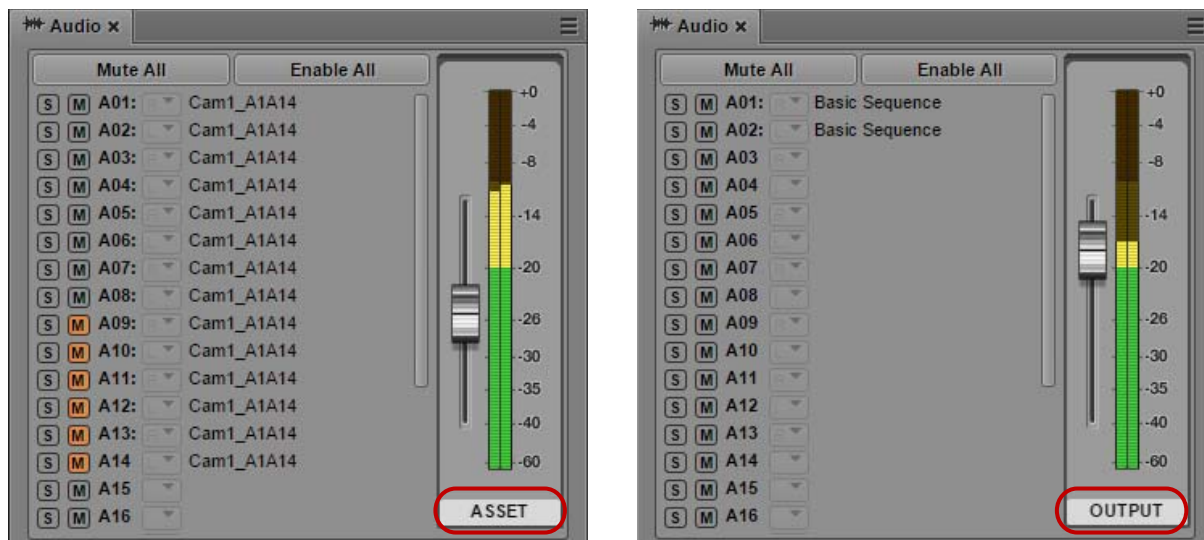 Audio ×
Mute All
Enable All
S M A01: Cam1_A1A14
S M A02: Cam1_A1A14
S M A03: Cam1_A1A14
S M A04: Cam1_A1A14
S M A05: Cam1_A1A14
S M A06: Cam1_A1A14
S M A07: Cam1_A1A14
S M A08: Cam1_A1A14
S M A09: Cam1_A1A14
S M A10: Cam1_A1A14
S M A11: Cam1_A1A14
S M A12: Cam1_A1A14
S M A13: Cam1_A1A14
S M A14 Cam1_A1A14
S M A15
S M A16
+0
-4
-8
-14
-20
-26
-30
-35
-40
-60
ASSET
Audio ×
Mute All
Enable All
S M A01: Basic Sequence
S M A02: Basic Sequence
S M A03
S M A04
S M A05
S M A06
S M A07
S M A08
S M A09
S M A10
S M A11
S M A12
S M A13
S M A14
S M A15
S M A16
+0
-4
-8
-14
-20
-26
-30
-35
-40
-60
OUTPUT